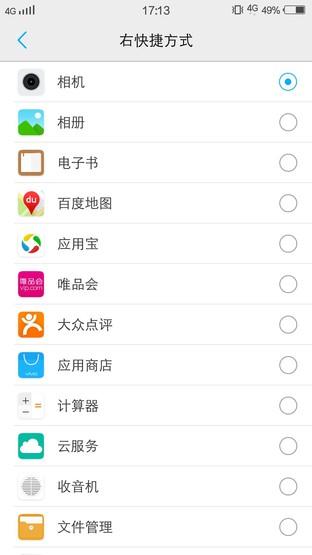 4G 17:13 4G 49%
右快捷方式
相机
相册
电子书
du
百度地图
应用宝
唯品会
vip.com
唯品会
大众点评
vivo
应用商店
计算器
云服务
收音机
文件管理